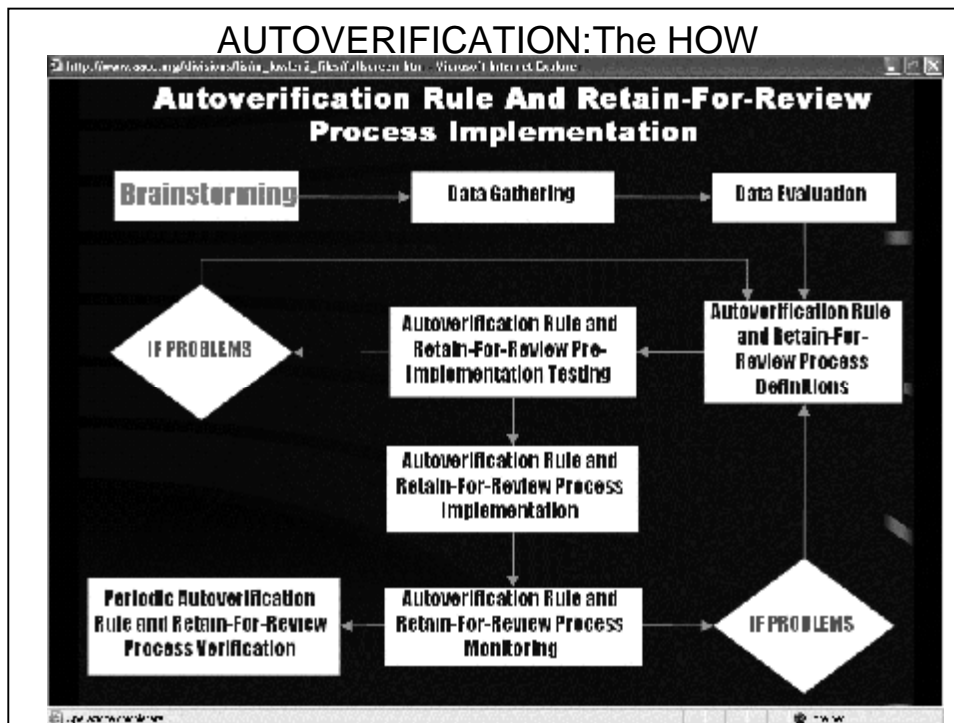 AUTOVERIFICATION:The HOW
Microsoft Internet Explorer
Autoverification Rule And Retain-For-Review
Process Implementation
Brainstorming
Data Gathering
Data Evaluation
IF PROBLEMS
Autoverification Rule and
Retain-For-Review Pre-
Implementation Testing
Autoverification Rule
and Retain-For-
Review Process
Definitions
Autoverification Rule and
Retain-For-Review Process
Implementation
Periodic Autoverification
Rule and Retain-For-Review
Process Verification
Autoverification Rule and
Retain-For-Review Process
Monitoring
IF PROBLEMS